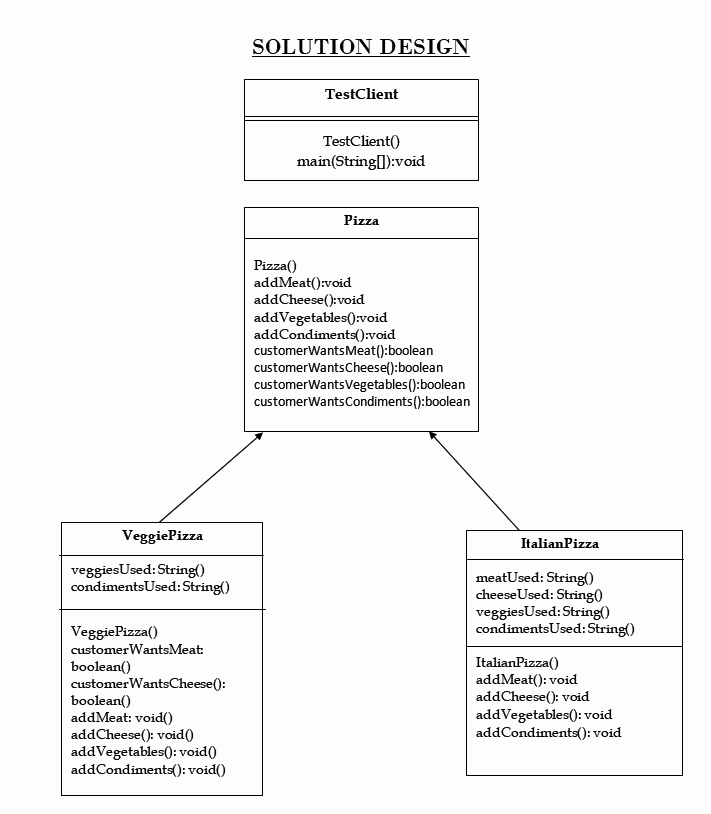 SOLUTION DESIGN
TestClient
TestClient()
main(String[]):void
Pizza
Pizza()
addMeat():void
addCheese():void
addVegetables():void
addCondiments():void
customerWantsMeat():boolean
customerWantsCheese():boolean
customerWantsVegetables():boolean
customerWantsCondiments():boolean
VeggiePizza
veggiesUsed: String()
condimentsUsed: String()
VeggiePizza()
customerWantsMeat:
boolean()
customerWantsCheese():
boolean()
addMeat: void()
addCheese(): void()
addVegetables(): void()
addCondiments(): void()
ItalianPizza
meatUsed: String()
cheeseUsed: String()
veggiesUsed: String()
condimentsUsed: String()
ItalianPizza()
addMeat(): void
addCheese(): void
addVegetables(): void
addCondiments(): void